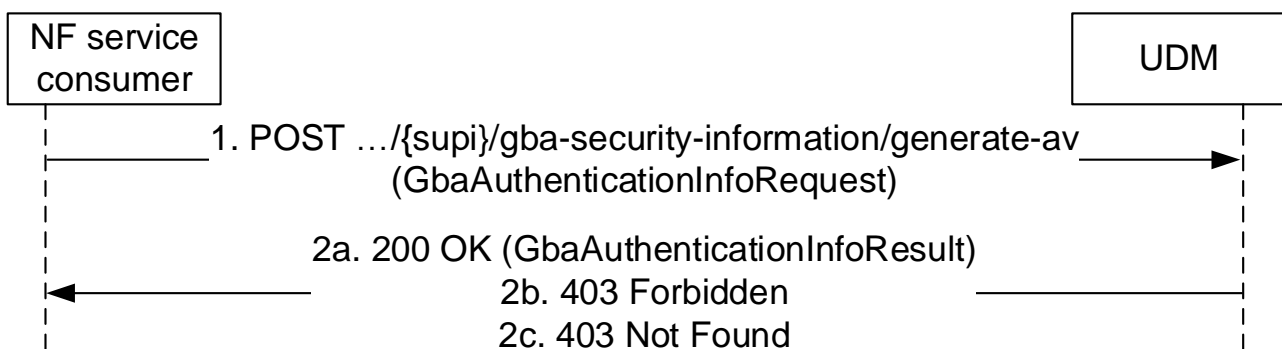 NF service
consumer
UDM
1. POST …/{supi}/gba-security-information/generate-av
(GbaAuthenticationInfoRequest)
2a. 200 OK (GbaAuthenticationInfoResult)
2b. 403 Forbidden
2c. 403 Not Found